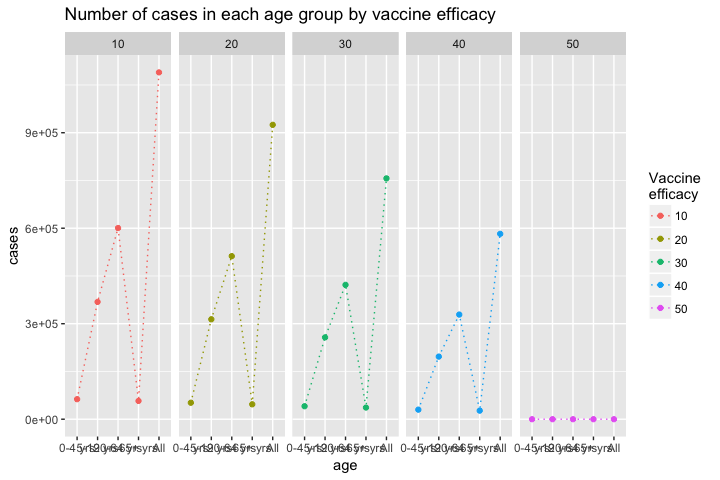 Number of cases in each age group by vaccine efficacy
10 20 30 40 50
9e+05
6e+05
3e+05
0e+00
cases
All All All All All
age
Vaccine
efficacy
10
20
30
40
50